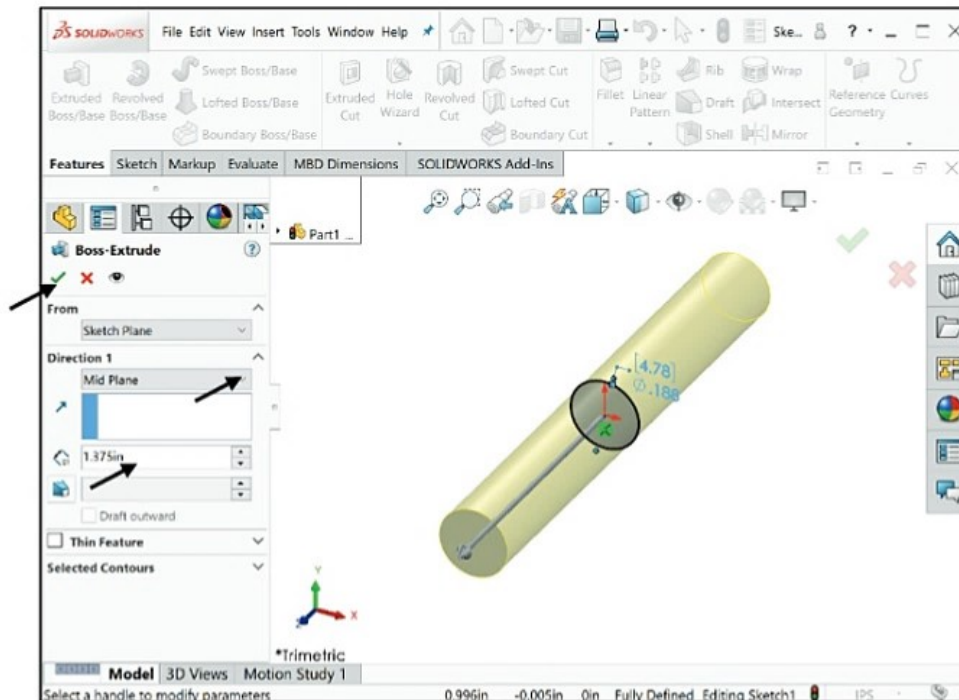 SOLIDWORKS File Edit View Insert Tools Window Help Ske... ?
Extruded Boss/Base
Revolved Boss/Base
Swept Boss/Base
Lofted Boss/Base
Boundary Boss/Base
Extruded Cut
Hole Wizard
Revolved Cut
Swept Cut
Lofted Cut
Boundary Cut
Fillet
Linear Pattern
Rib
Draft
Shell
Wrap
Intersect
Mirror
Reference Geometry
Curves
Features Sketch Markup Evaluate MBD Dimensions SOLIDWORKS Add-Ins
Part1 ...
Boss-Extrude
From
Sketch Plane
Direction 1
Mid Plane
1.375in
Draft outward
Thin Feature
Selected Contours
[4.78]
Ø.188
Y
X
Z
*Trimetric
Model 3D Views Motion Study 1
Select a handle to modify parameters 0.996in -0.005in 0in Fully Defined Editing Sketch1 IPS